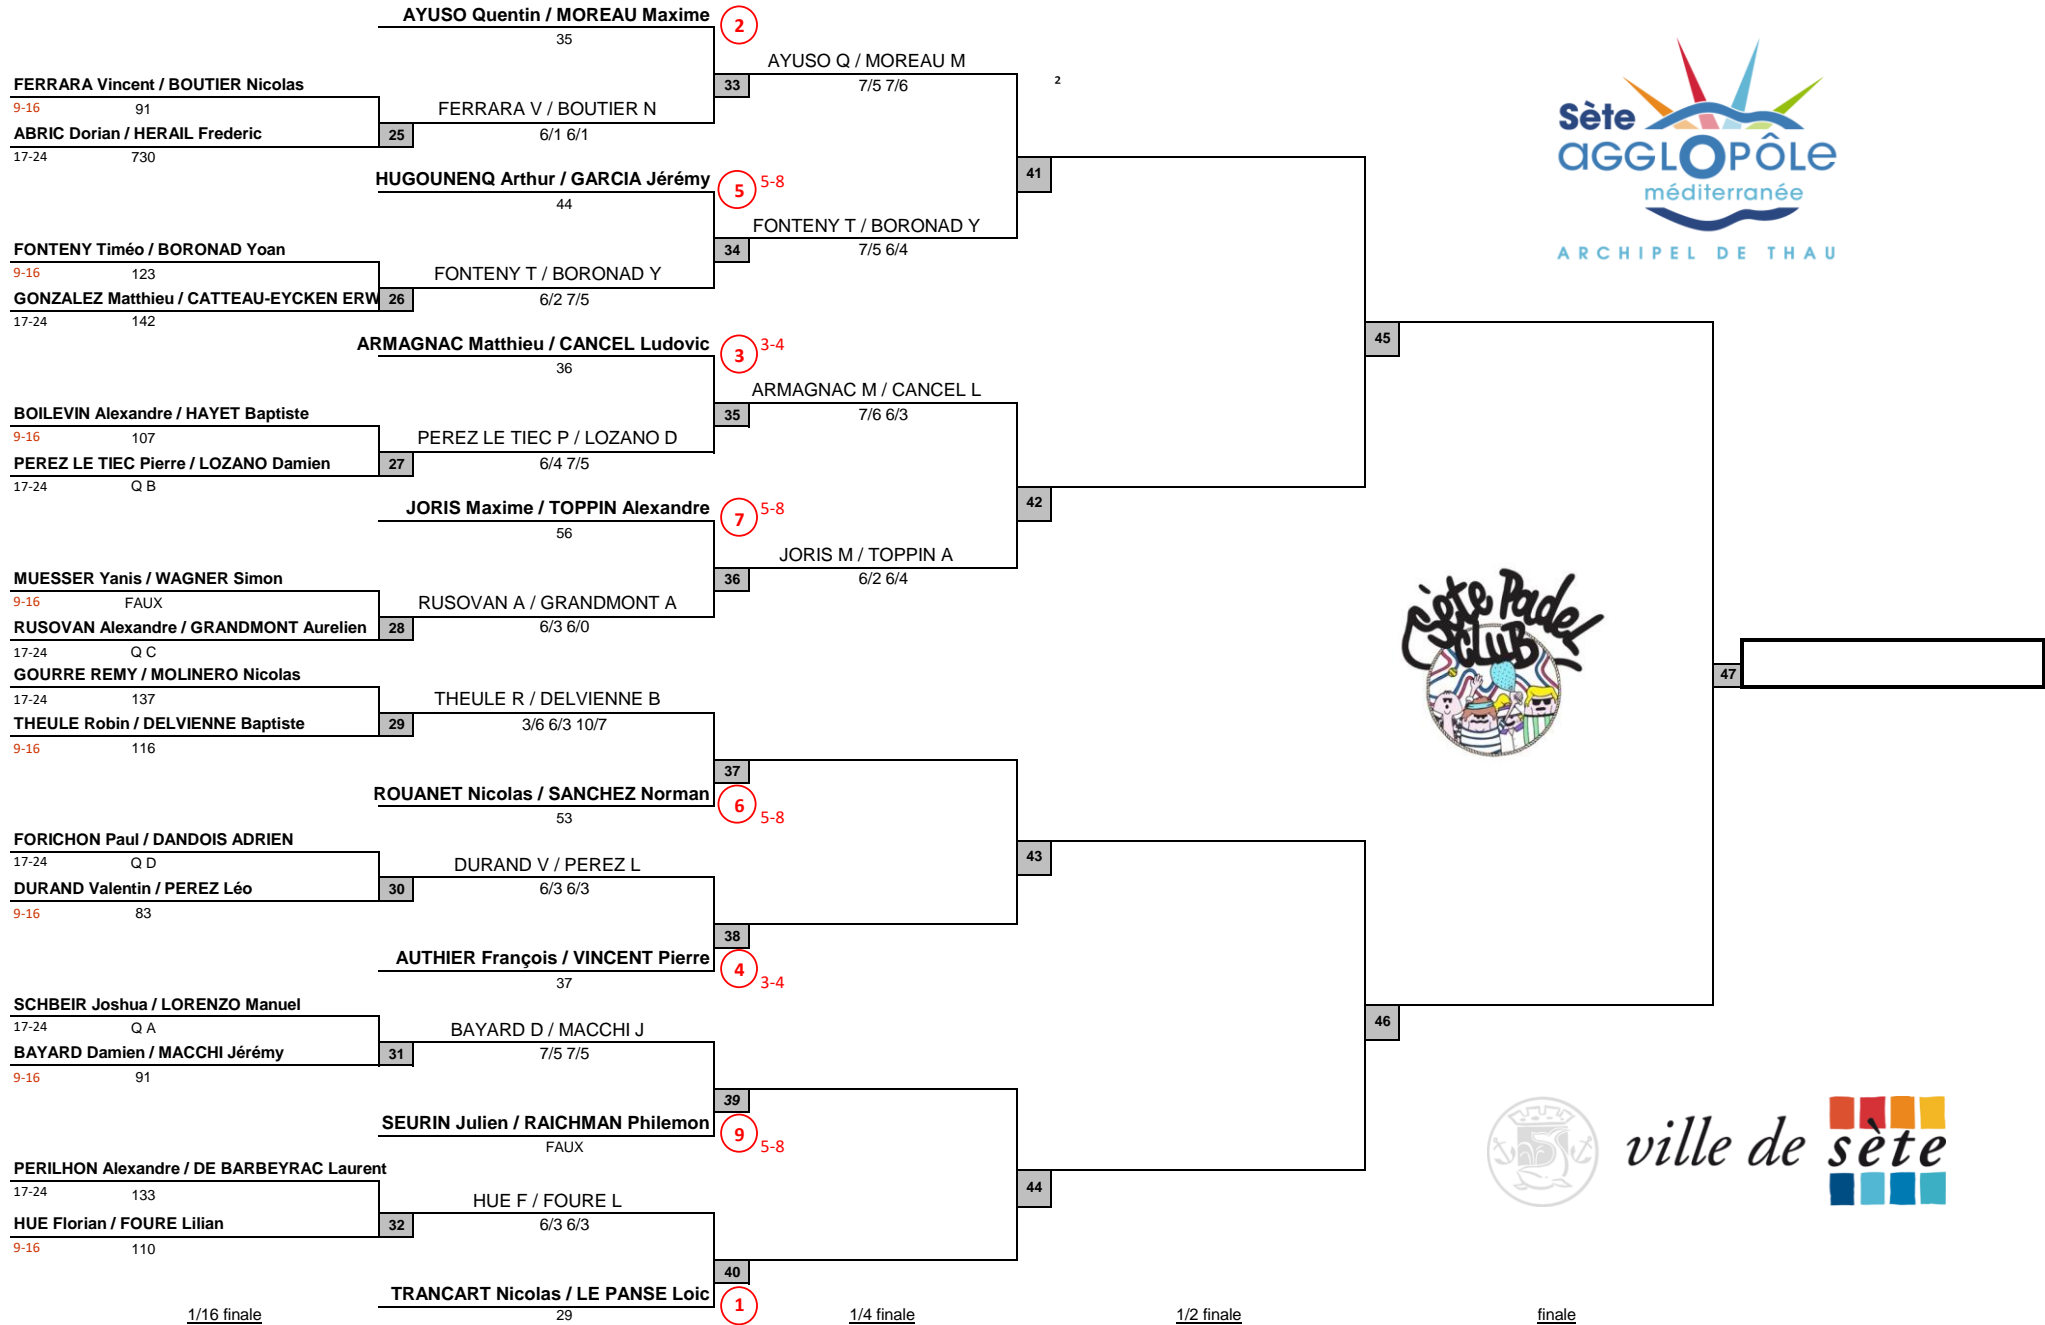 AYUSO Quentin / MOREAU Maxime
2
35
AYUSO Q / MOREAU M
FERRARA Vincent / BOUTIER Nicolas
33
7/5 7/6
2
9-16
91
FERRARA V / BOUTIER N
ABRIC Dorian / HERAIL Frederic
25
6/1 6/1
17-24
730
41
HUGOUNENQ Arthur / GARCIA Jérémy
5
5-8
44
FONTENY T / BORONAD Y
FONTENY Timéo / BORONAD Yoan
34
7/5 6/4
9-16
123
FONTENY T / BORONAD Y
GONZALEZ Matthieu / CATTEAU-EYCKEN ERW
26
6/2 7/5
17-24
142
ARMAGNAC Matthieu / CANCEL Ludovic
3
3-4
45
36
ARMAGNAC M / CANCEL L
BOILEVIN Alexandre / HAYET Baptiste
35
7/6 6/3
9-16
107
PEREZ LE TIEC P / LOZANO D
PEREZ LE TIEC Pierre / LOZANO Damien
27
6/4 7/5
17-24
Q B
42
JORIS Maxime / TOPPIN Alexandre
7
5-8
56
JORIS M / TOPPIN A
MUESSER Yanis / WAGNER Simon
36
6/2 6/4
9-16
FAUX
RUSOVAN A / GRANDMONT A
RUSOVAN Alexandre / GRANDMONT Aurelien
28
6/3 6/0
17-24
Q C
GOURRE REMY / MOLINERO Nicolas
47
17-24
137
THEULE R / DELVIENNE B
THEULE Robin / DELVIENNE Baptiste
29
3/6 6/3 10/7
9-16
116
37
ROUANET Nicolas / SANCHEZ Norman
6
5-8
53
FORICHON Paul / DANDOIS ADRIEN
17-24
Q D
DURAND V / PEREZ L
43
DURAND Valentin / PEREZ Léo
30
6/3 6/3
9-16
83
38
AUTHIER François / VINCENT Pierre
4
3-4
37
SCHBEIR Joshua / LORENZO Manuel
17-24
Q A
BAYARD D / MACCHI J
46
BAYARD Damien / MACCHI Jérémy
31
7/5 7/5
9-16
91
39
SEURIN Julien / RAICHMAN Philemon
9
5-8
FAUX
PERILHON Alexandre / DE BARBEYRAC Laurent
17-24
133
HUE F / FOURE L
44
HUE Florian / FOURE Lilian
32
6/3 6/3
9-16
110
40
TRANCART Nicolas / LE PANSE Loic
1
29
1/16 finale
1/4 finale
1/2 finale
finale
Sète
aGGLOPÔLe
méditerranée
ARCHIPEL DE THAU
Sète Padel
CLUB
ville de sète